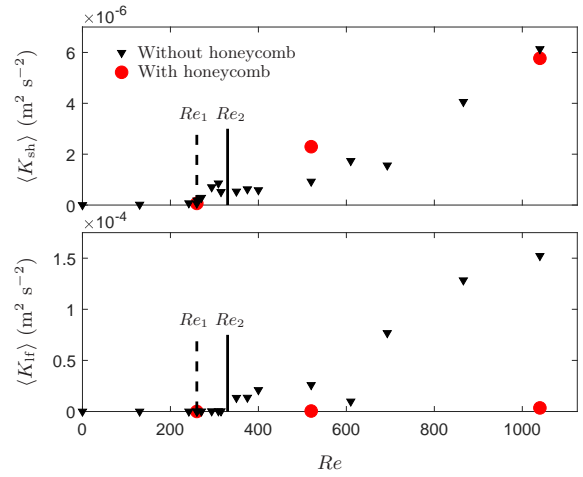 ×10⁻⁶
6
4
2
0
⟨K_sh⟩ (m² s⁻²)
Without honeycomb
With honeycomb
Re₁ Re₂
×10⁻⁴
1.5
1
0.5
0
⟨K_lf⟩ (m² s⁻²)
Re₁ Re₂
0 200 400 600 800 1000
Re